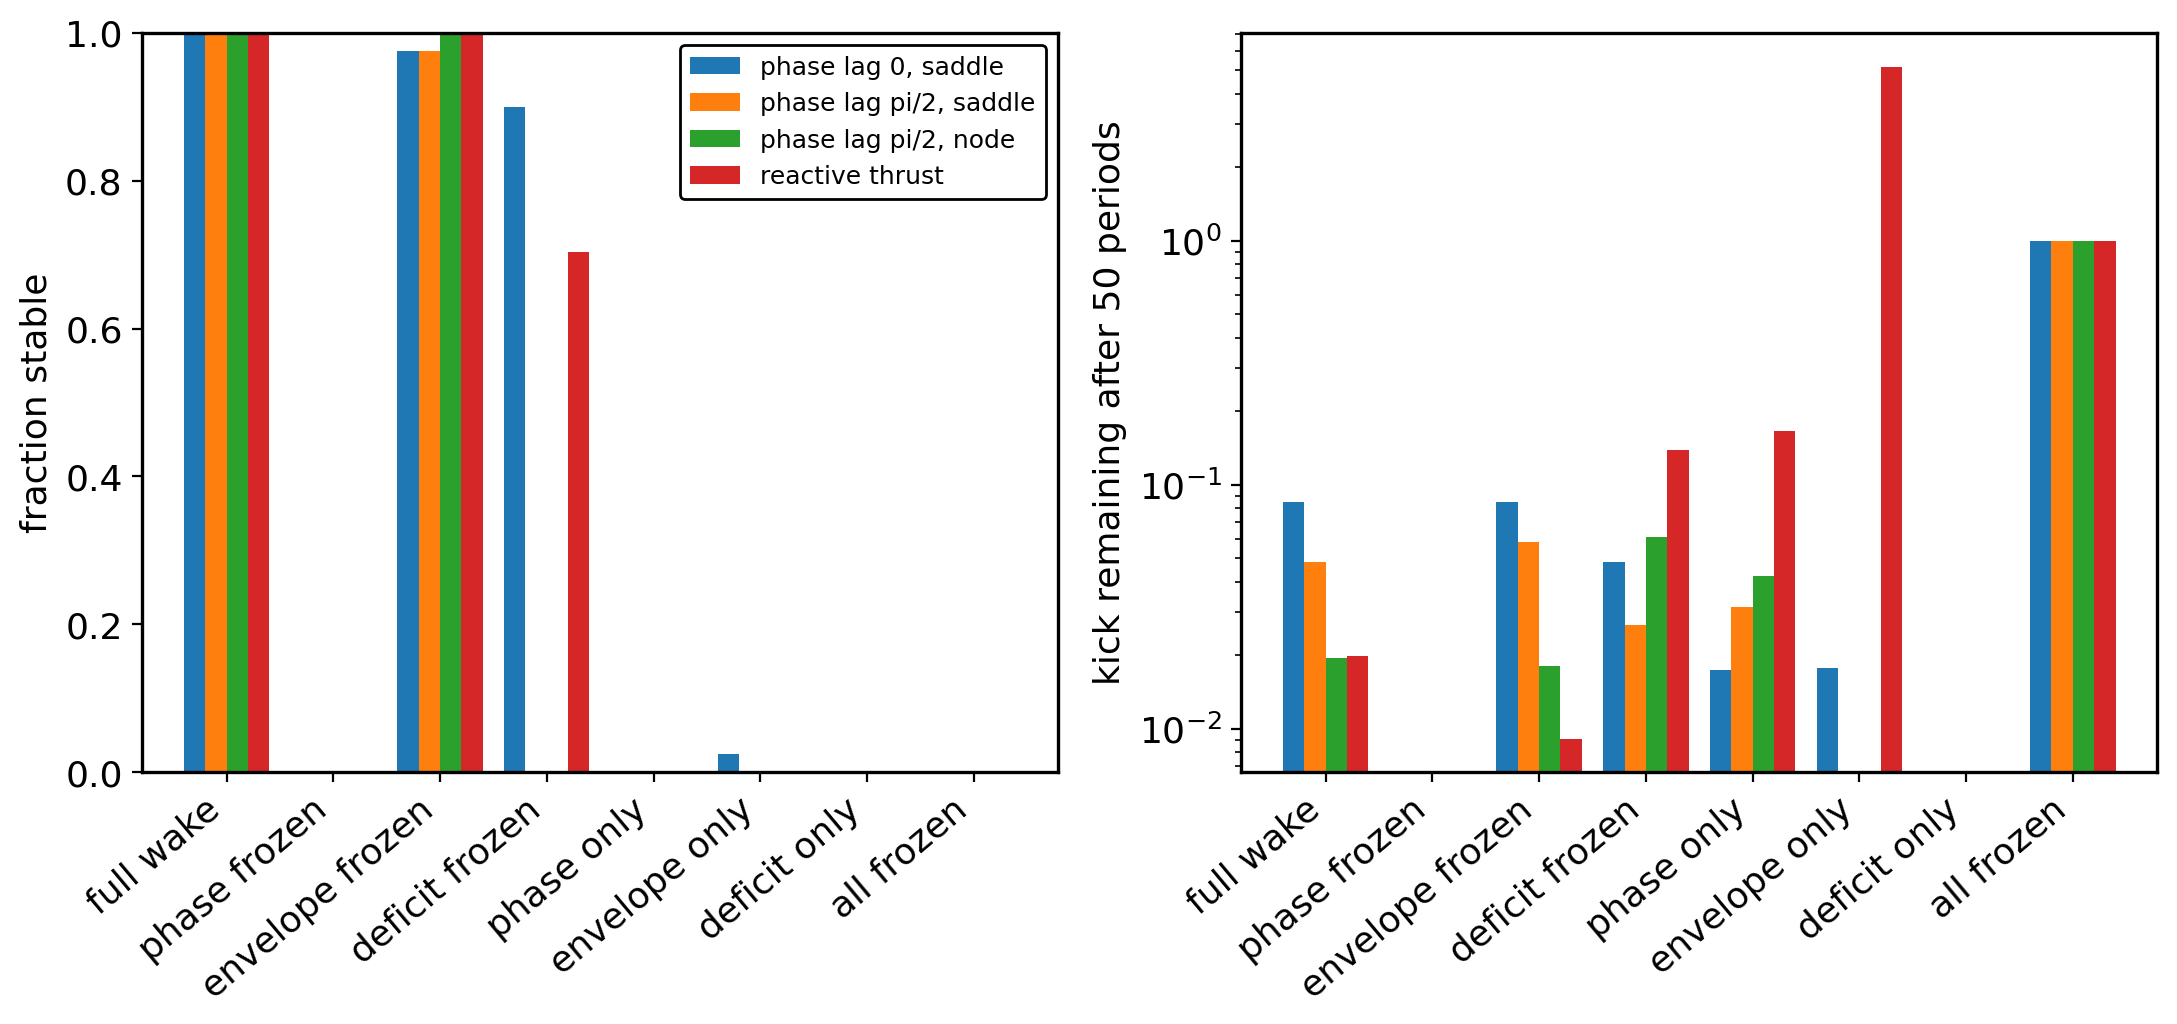 fraction stable
1.0
0.8
0.6
0.4
0.2
0.0
phase lag 0, saddle
phase lag pi/2, saddle
phase lag pi/2, node
reactive thrust
full wake
phase frozen
envelope frozen
deficit frozen
phase only
envelope only
deficit only
all frozen
kick remaining after 50 periods
10⁰
10⁻¹
10⁻²
full wake
phase frozen
envelope frozen
deficit frozen
phase only
envelope only
deficit only
all frozen